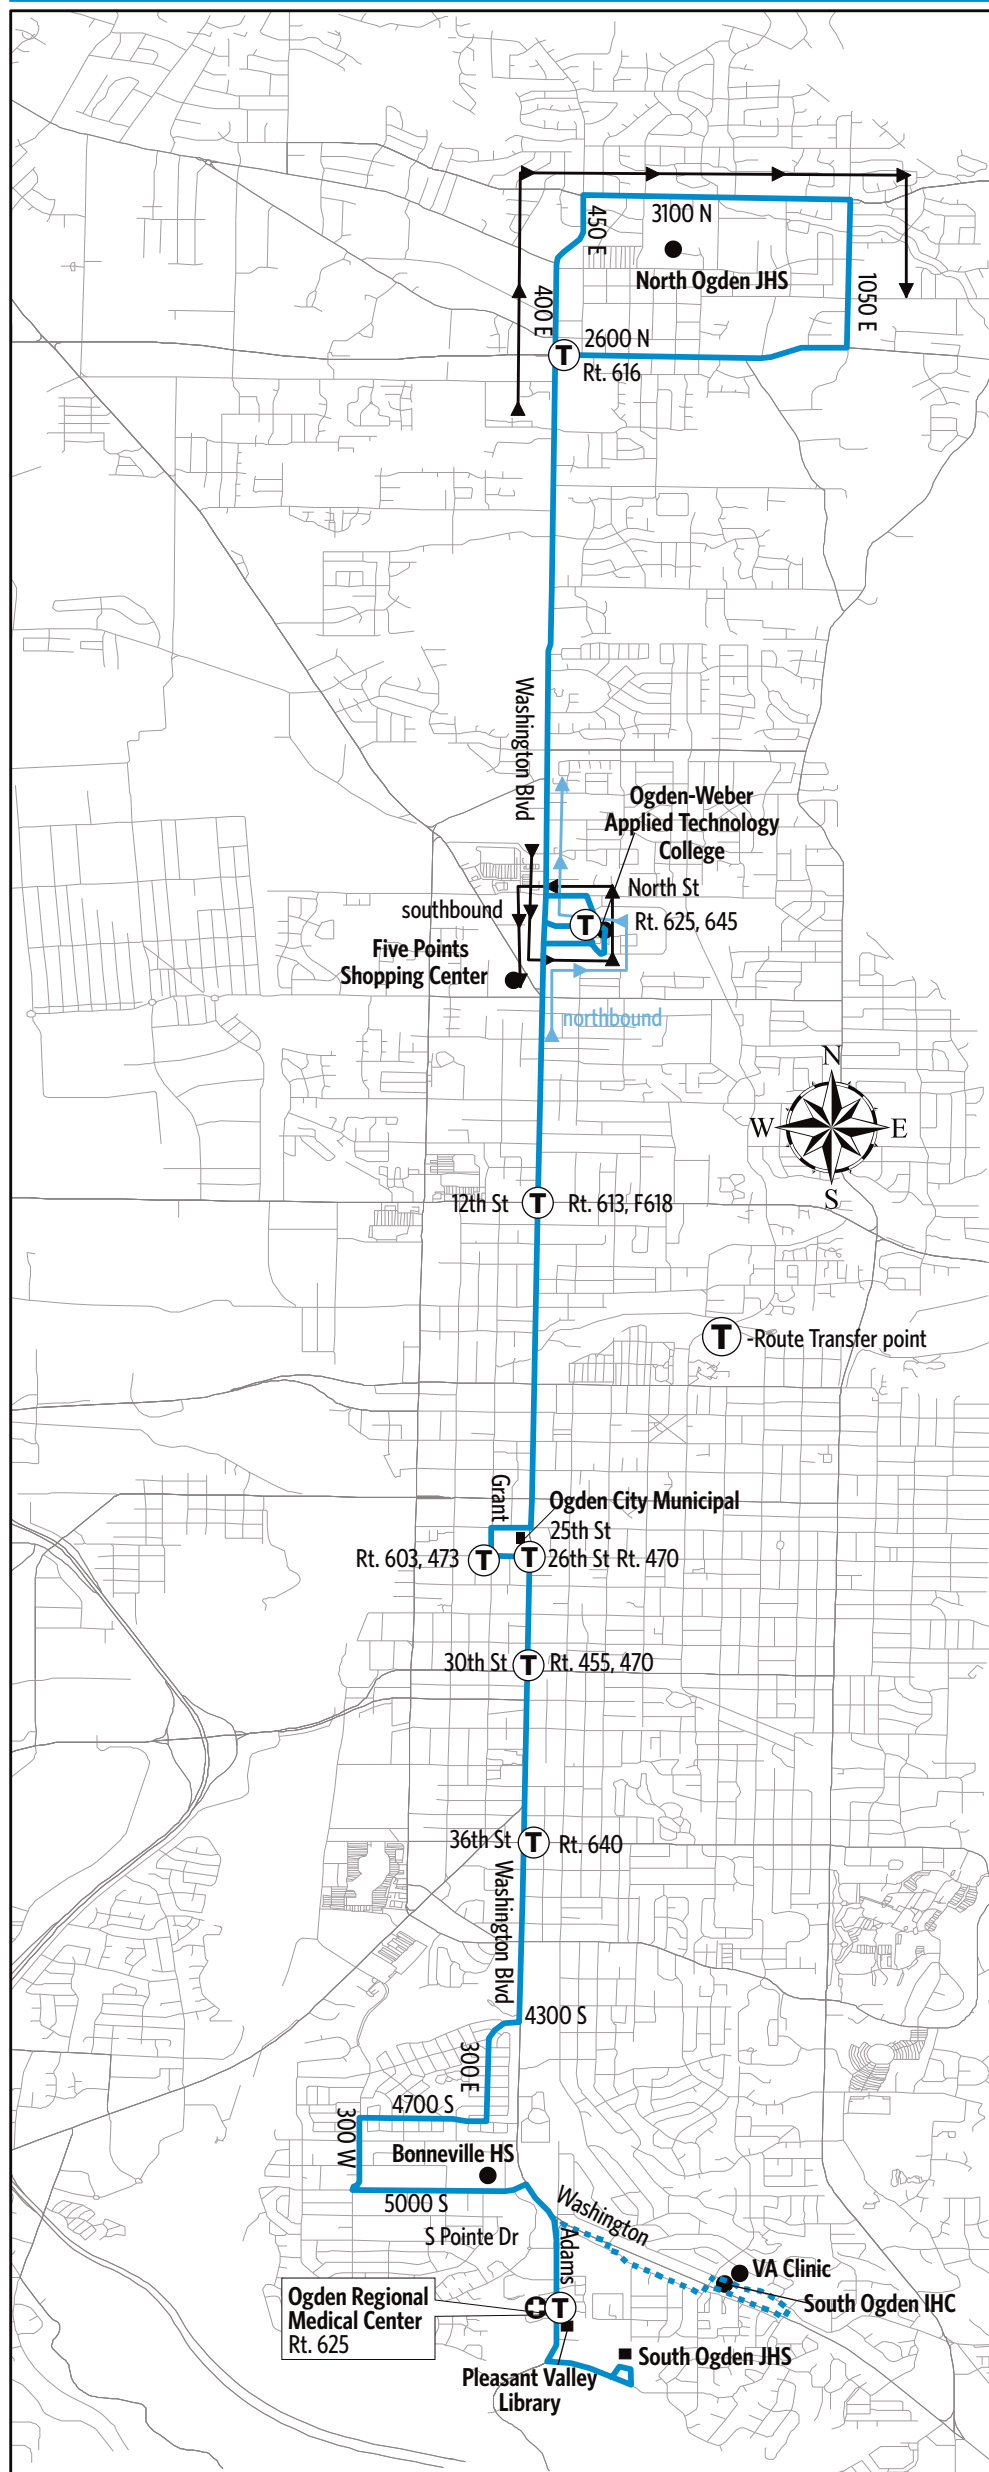 3100 N
450 E
North Ogden JHS
1050 E
400 E
2600 N
T
Rt. 616
Washington Blvd
Ogden-Weber
Applied Technology
College
North St
southbound
T
Rt. 625, 645
Five Points
Shopping Center
northbound
N
W
E
S
12th St
T
Rt. 613, F618
T
-Route Transfer point
Grant
Ogden City Municipal
25th St
Rt. 603, 473
T
T
26th St Rt. 470
30th St
T
Rt. 455, 470
36th St
T
Rt. 640
Washington Blvd
4300 S
300 E
4700 S
300 W
Bonneville HS
5000 S
Washington
S Pointe Dr
Adams
VA Clinic
South Ogden IHC
Ogden Regional
Medical Center
Rt. 625
T
South Ogden JHS
Pleasant Valley
Library